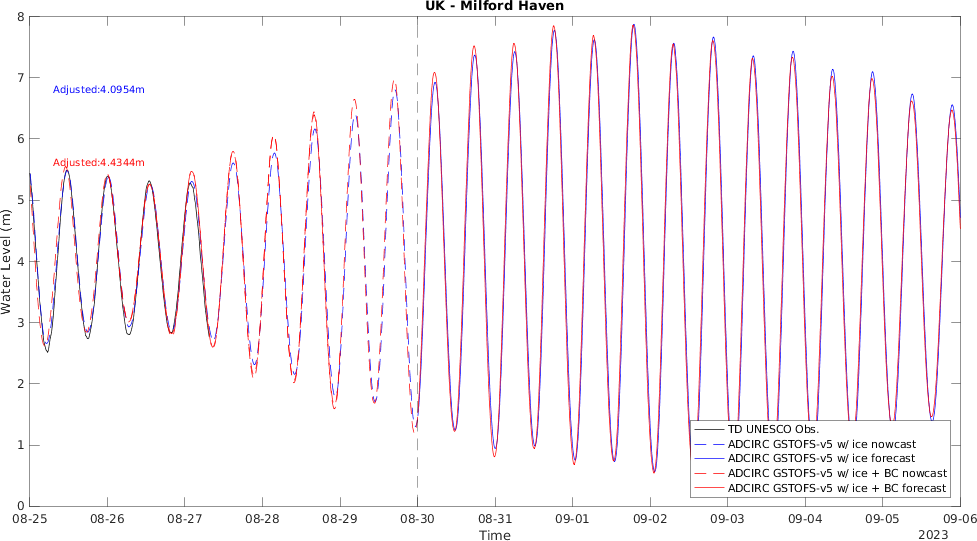 UK - Milford Haven
8
7
6
5
4
3
2
1
0
Water Level (m)
Adjusted:4.0954m
Adjusted:4.4344m
TD UNESCO Obs.
ADCIRC GSTOFS-v5 w/ ice nowcast
ADCIRC GSTOFS-v5 w/ ice forecast
ADCIRC GSTOFS-v5 w/ ice + BC nowcast
ADCIRC GSTOFS-v5 w/ ice + BC forecast
08-25 08-26 08-27 08-28 08-29 08-30 08-31 09-01 09-02 09-03 09-04 09-05 09-06
Time
2023